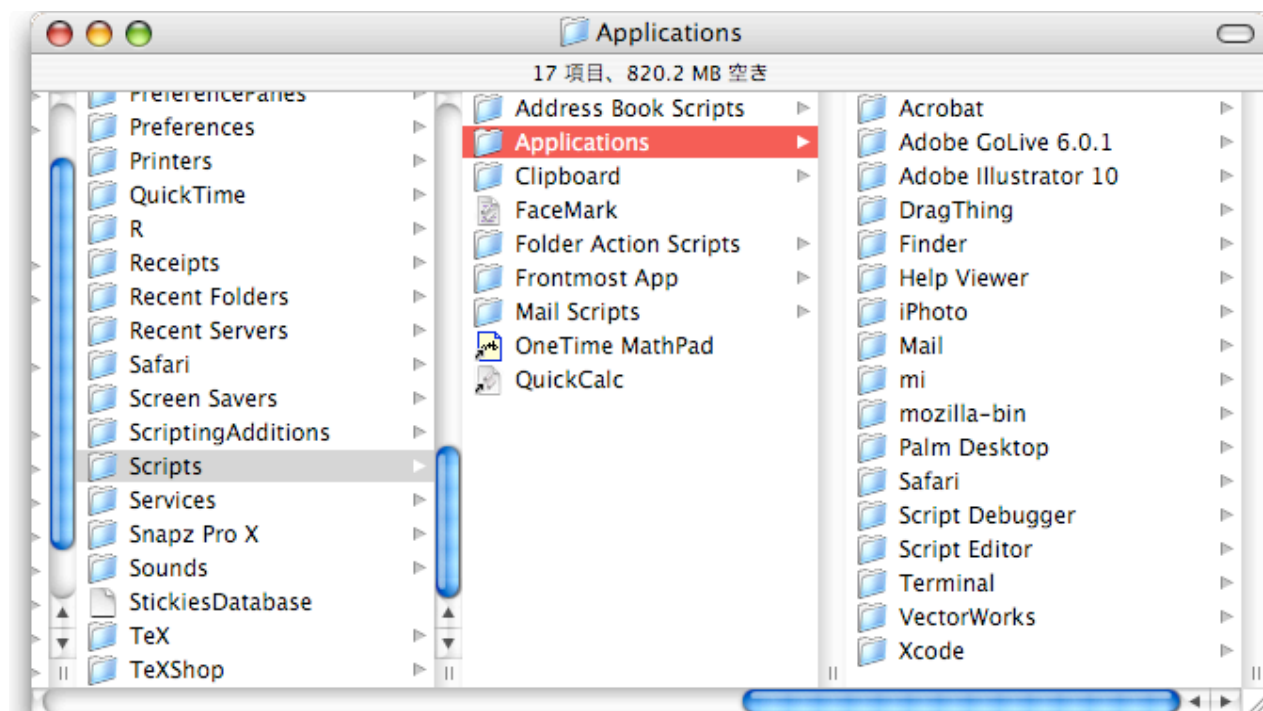 Applications
17 項目、820.2 MB 空き
PreferencePanes
Preferences
Printers
QuickTime
R
Receipts
Recent Folders
Recent Servers
Safari
Screen Savers
ScriptingAdditions
Scripts
Services
Snapz Pro X
Sounds
StickiesDatabase
TeX
TeXShop
Address Book Scripts
Applications
Clipboard
FaceMark
Folder Action Scripts
Frontmost App
Mail Scripts
OneTime MathPad
QuickCalc
Acrobat
Adobe GoLive 6.0.1
Adobe Illustrator 10
DragThing
Finder
Help Viewer
iPhoto
Mail
mi
mozilla-bin
Palm Desktop
Safari
Script Debugger
Script Editor
Terminal
VectorWorks
Xcode